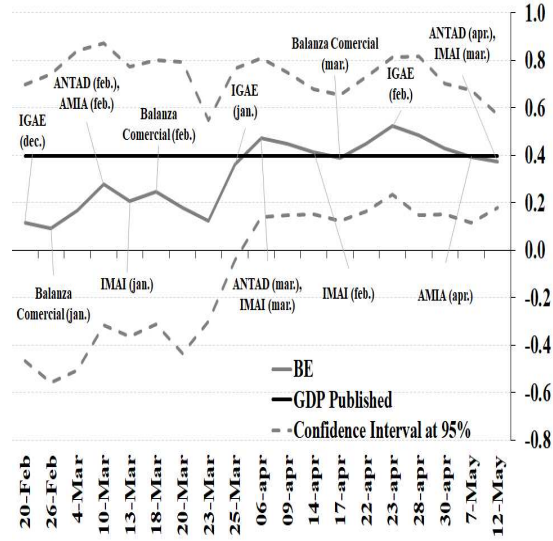 1.0
0.8
0.6
0.4
0.2
0.0
-0.2
-0.4
-0.6
-0.8
IGAE
(dec.)
ANTAD (feb.),
AMIA (feb.)
Balanza
Comercial (feb.)
IGAE
(jan.)
Balanza Comercial
(mar.)
IGAE
(feb.)
ANTAD (apr.),
IMAI (mar.)
Balanza
Comercial (jan.)
IMAI (jan.)
ANTAD (mar.),
IMAI (mar.)
IMAI (feb.)
AMIA (apr.)
BE
GDP Published
Confidence Interval at 95%
20-Feb
26-Feb
4-Mar
10-Mar
13-Mar
18-Mar
20-Mar
23-Mar
25-Mar
06-apr
09-apr
14-apr
17-apr
22-apr
23-apr
28-apr
30-apr
7-May
12-May